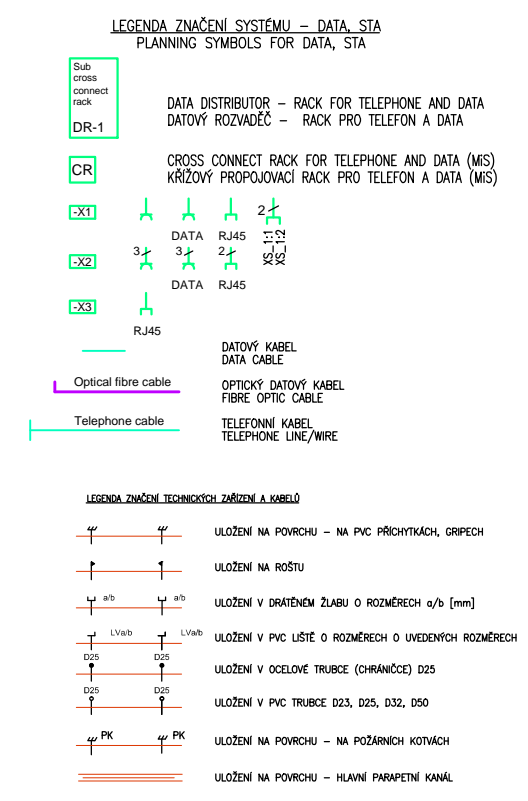 LEGENDA ZNAČENÍ SYSTÉMU – DATA, STA
PLANNING SYMBOLS FOR DATA, STA
Sub
cross
connect
rack
DR-1
DATA DISTRIBUTOR – RACK FOR TELEPHONE AND DATA
DATOVÝ ROZVADĚČ – RACK PRO TELEFON A DATA
CR
CROSS CONNECT RACK FOR TELEPHONE AND DATA (MiS)
KŘÍŽOVÝ PROPOJOVACÍ RACK PRO TELEFON A DATA (MiS)
-X1
2
DATA RJ45
XS_1:1
XS_1:2
-X2
3 3 2
DATA RJ45
-X3
RJ45
DATOVÝ KABEL
DATA CABLE
Optical fibre cable
OPTICKÝ DATOVÝ KABEL
FIBRE OPTIC CABLE
Telephone cable
TELEFONNÍ KABEL
TELEPHONE LINE/WIRE
LEGENDA ZNAČENÍ TECHNICKÝCH ZAŘÍZENÍ A KABELŮ
ULOŽENÍ NA POVRCHU – NA PVC PŘÍCHYTKÁCH, GRIPECH
ULOŽENÍ NA ROŠTU
a/b a/b ULOŽENÍ V DRÁTĚNÉM ŽLABU O ROZMĚRECH a/b [mm]
LVa/b LVa/b ULOŽENÍ V PVC LIŠTĚ O ROZMĚRECH O UVEDENÝCH ROZMĚRECH
D25 D25 ULOŽENÍ V OCELOVÉ TRUBCE (CHRÁNIČCE) D25
D25 D25 ULOŽENÍ V PVC TRUBCE D23, D25, D32, D50
PK PK ULOŽENÍ NA POVRCHU – NA POŽÁRNÍCH KOTVÁCH
ULOŽENÍ NA POVRCHU – HLAVNÍ PARAPETNÍ KANÁL